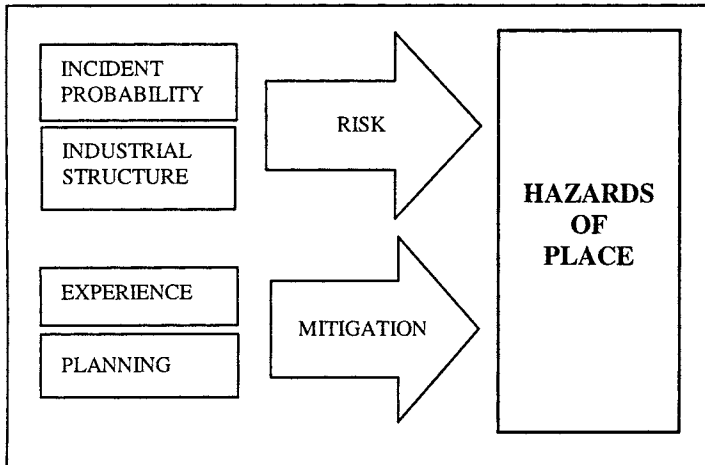 INCIDENT
PROBABILITY
INDUSTRIAL
STRUCTURE
RISK
EXPERIENCE
PLANNING
MITIGATION
HAZARDS
OF
PLACE